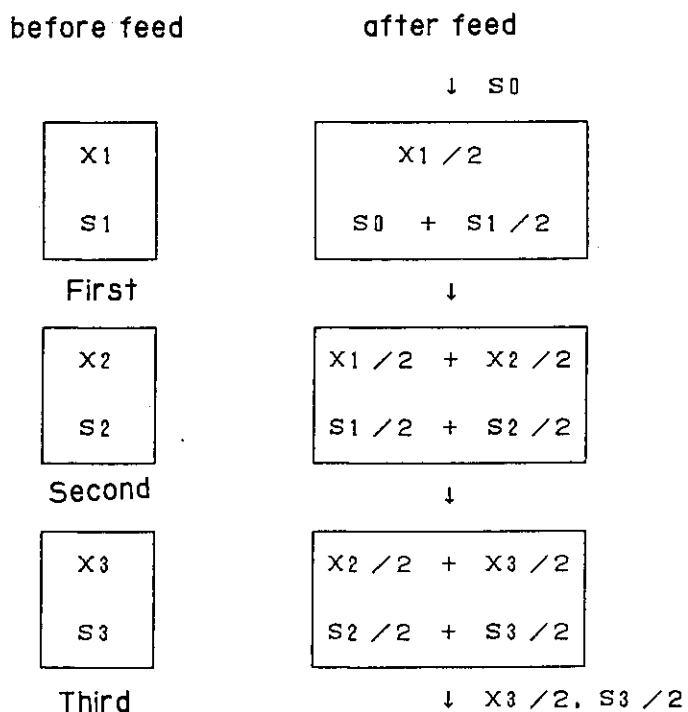 before feed after feed
↓ S0
X1 X1 / 2
S1 S0 + S1 / 2
First ↓
X2 X1 / 2 + X2 / 2
S2 S1 / 2 + S2 / 2
Second ↓
X3 X2 / 2 + X3 / 2
S3 S2 / 2 + S3 / 2
Third ↓ X3 / 2, S3 / 2